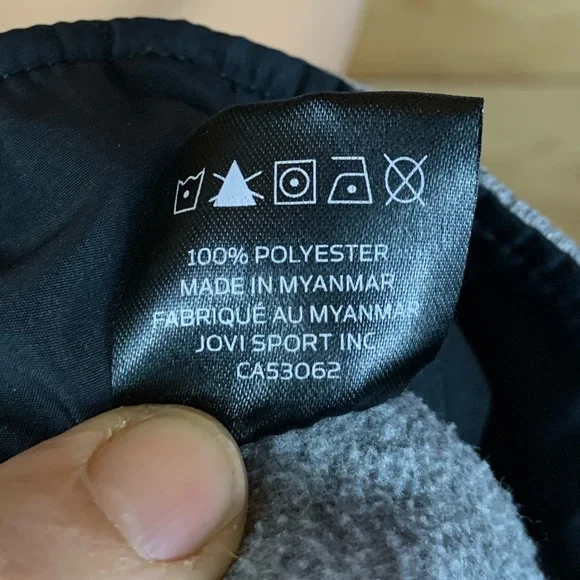 100% POLYESTER
MADE IN MYANMAR
FABRIQUÉ AU MYANMAR
JOVI SPORT INC
CA53062